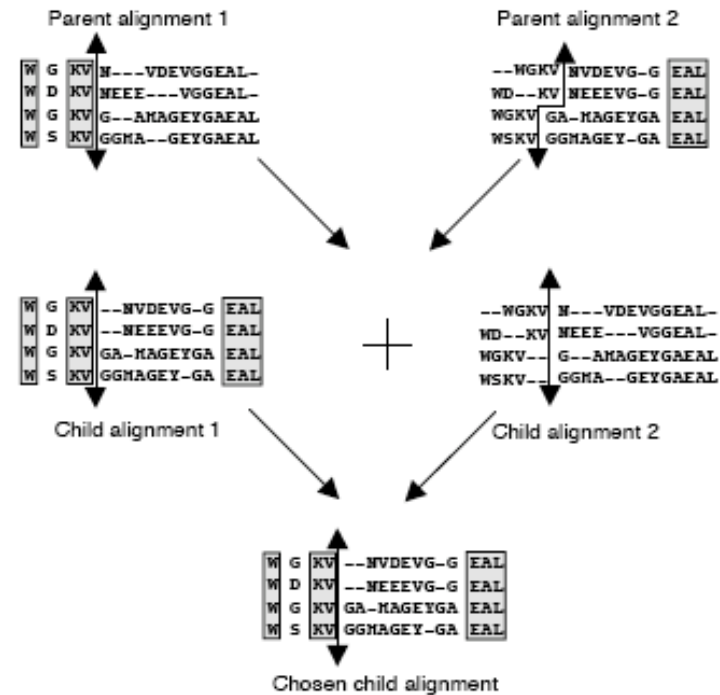 Parent alignment 1
W G KV N---VDEVGGEAL-
W D KV NEEE---VGGEAL-
W G KV G--AMAGEYGAEAL
W S KV GGMA--GEYGAEAL
Parent alignment 2
--WGKV NVDEVG-G EAL
WD--KV NEEEVG-G EAL
WGKV GA-MAGEYGA EAL
WSKV GGMAGEY-GA EAL
W G KV --NVDEVG-G EAL
W D KV --NEEEVG-G EAL
W G KV GA-MAGEYGA EAL
W S KV GGMAGEY-GA EAL
Child alignment 1
--WGKV N---VDEVGGEAL-
WD--KV NEEE---VGGEAL-
WGKV-- G--AMAGEYGAEAL
WSKV-- GGMA--GEYGAEAL
Child alignment 2
W G KV --NVDEVG-G EAL
W D KV --NEEEVG-G EAL
W G KV GA-MAGEYGA EAL
W S KV GGMAGEY-GA EAL
Chosen child alignment